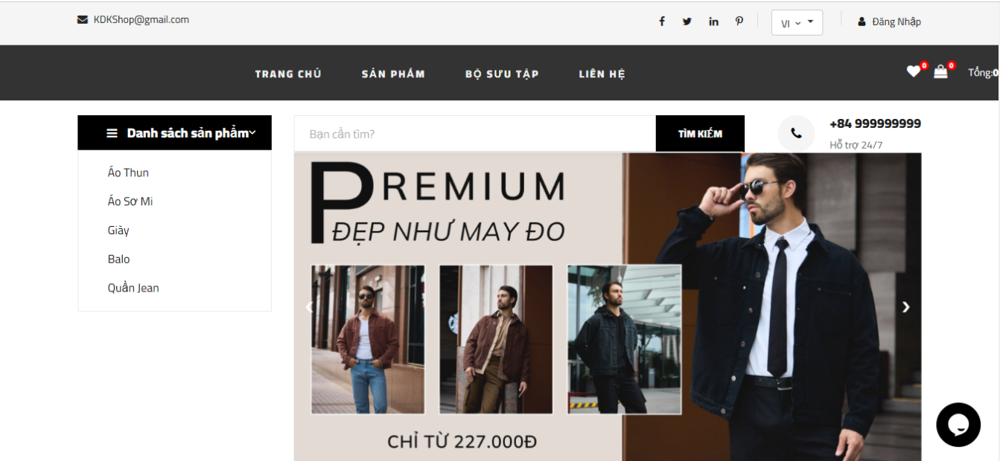 KDKShop@gmail.com
VI
Đăng Nhập
TRANG CHỦ SẢN PHẨM BỘ SƯU TẬP LIÊN HỆ
0 0 Tổng:0
Danh sách sản phẩm
Bạn cần tìm? TÌM KIẾM
+84 999999999
Hỗ trợ 24/7
Áo Thun
Áo Sơ Mi
Giày
Balo
Quần Jean
PREMIUM
ĐẸP NHƯ MAY ĐO
CHỈ TỪ 227.000Đ